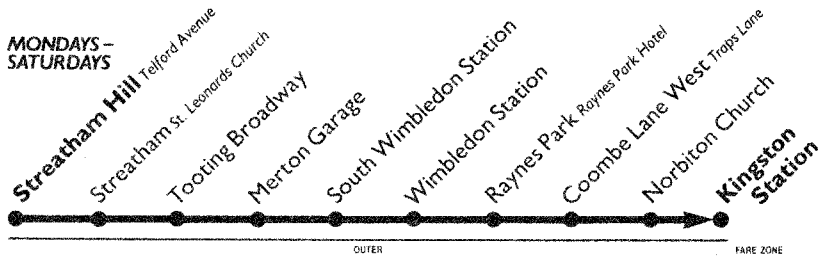 MONDAYS –
SATURDAYS
Streatham Hill Telford Avenue
Streatham St. Leonards Church
Tooting Broadway
Merton Garage
South Wimbledon Station
Wimbledon Station
Raynes Park Raynes Park Hotel
Coombe Lane West Traps Lane
Norbiton Church
Kingston
Station
OUTER
FARE ZONE